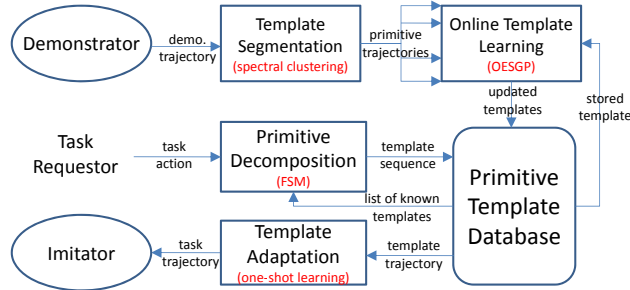 Demonstrator
demo.
trajectory
Template
Segmentation
(spectral clustering)
primitive
trajectories
Online Template
Learning
(OESGP)
updated
templates
stored
template
Task
Requestor
task
action
Primitive
Decomposition
(FSM)
template
sequence
list of known
templates
Primitive
Template
Database
Imitator
task
trajectory
Template
Adaptation
(one-shot learning)
template
trajectory